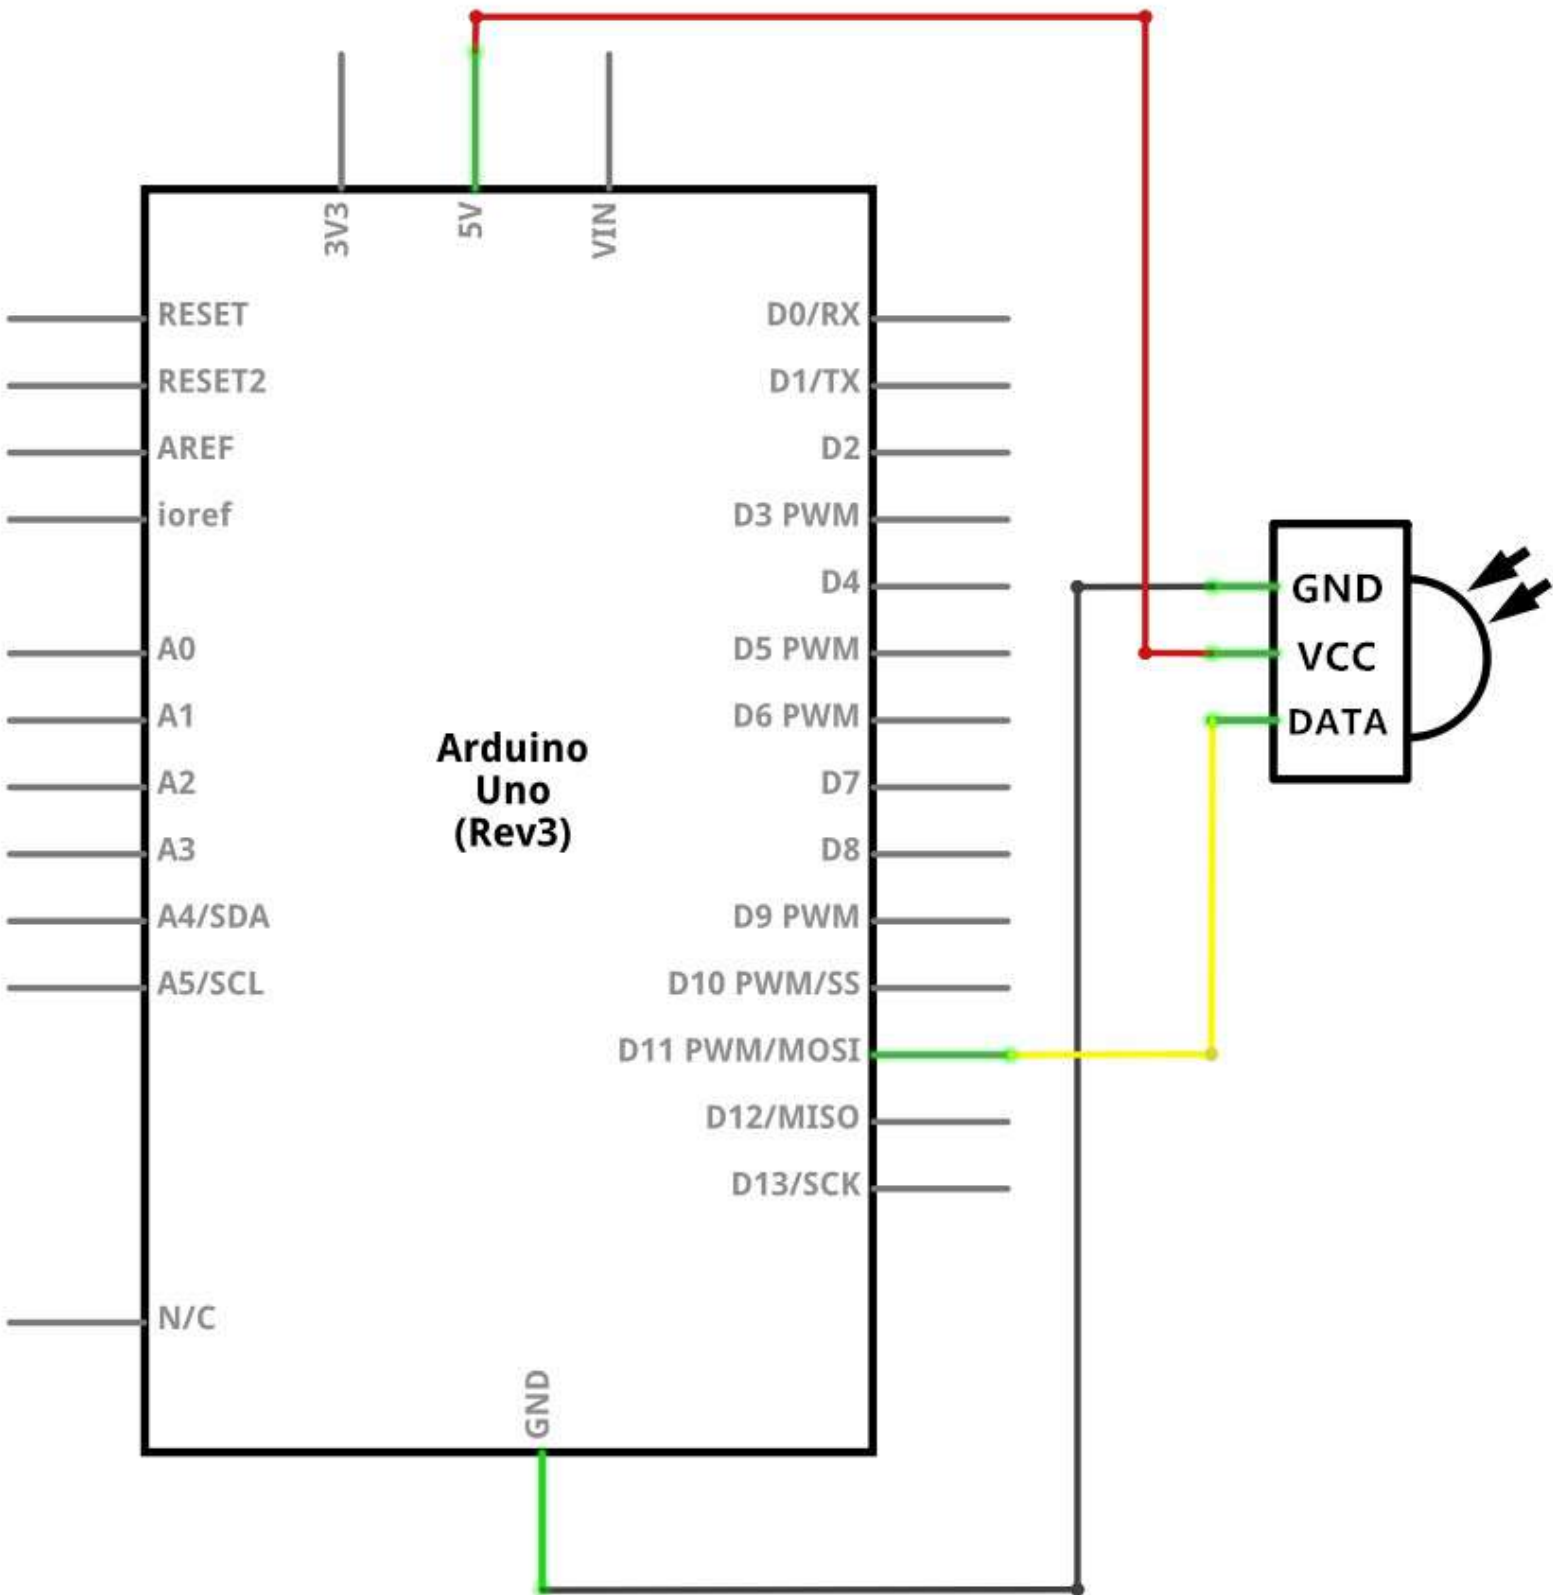 3V3
5V
VIN
RESET
RESET2
AREF
ioref
A0
A1
A2
A3
A4/SDA
A5/SCL
N/C
Arduino
Uno
(Rev3)
D0/RX
D1/TX
D2
D3 PWM
D4
D5 PWM
D6 PWM
D7
D8
D9 PWM
D10 PWM/SS
D11 PWM/MOSI
D12/MISO
D13/SCK
GND
GND
VCC
DATA